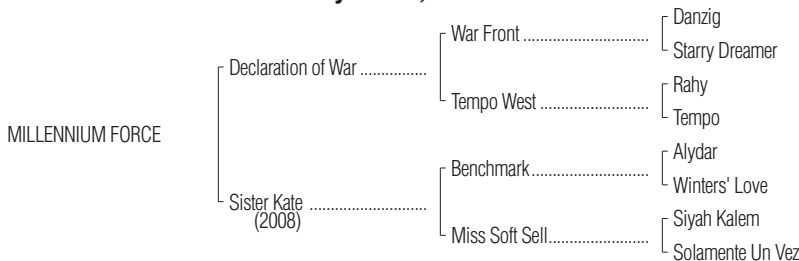 Danzig
War Front ..........................
Starry Dreamer
Declaration of War ...............
Rahy
Tempo West ......................
Tempo
MILLENNIUM FORCE
Alydar
Benchmark........................
Winters' Love
Sister Kate .........................
(2008)
Siyah Kalem
Miss Soft Sell.....................
Solamente Un Vez